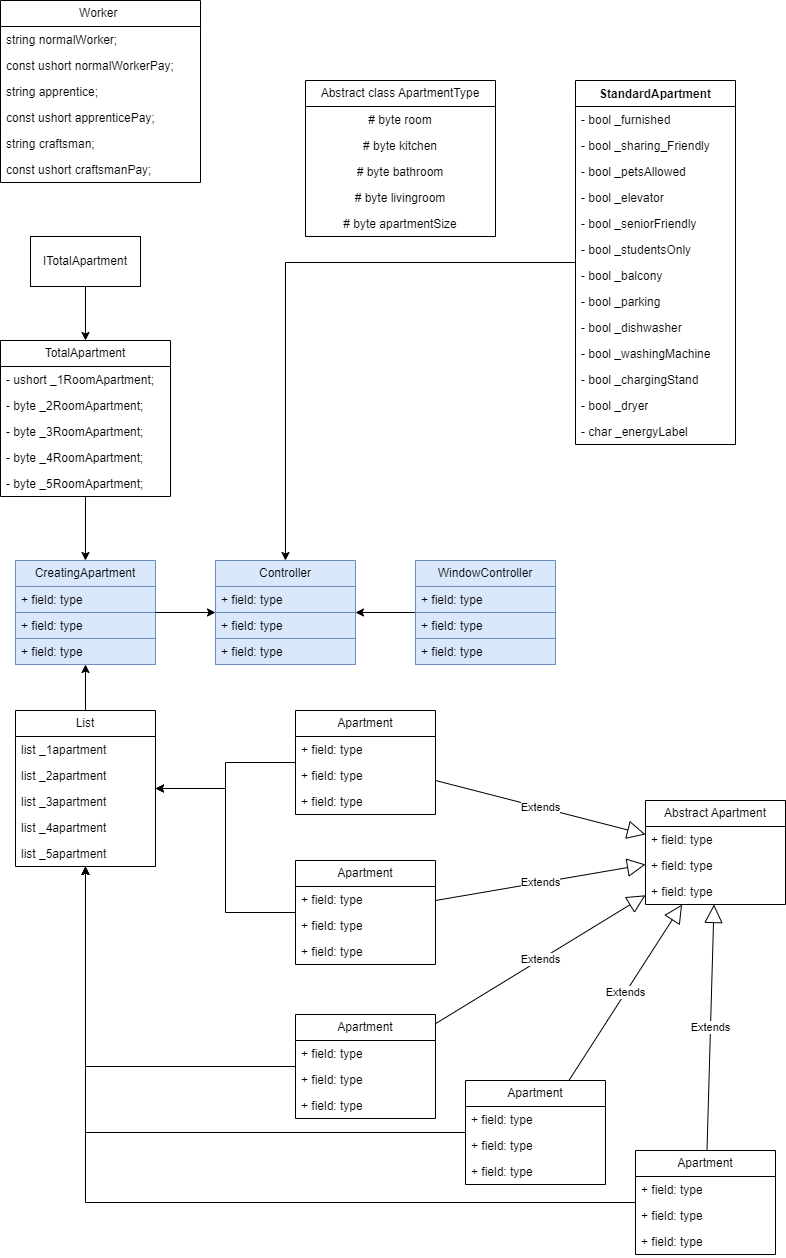 Worker
string normalWorker;
const ushort normalWorkerPay;
string apprentice;
const ushort apprenticePay;
string craftsman;
const ushort craftsmanPay;
Abstract class ApartmentType
# byte room
# byte kitchen
# byte bathroom
# byte livingroom
# byte apartmentSize
StandardApartment
- bool _furnished
- bool _sharing_Friendly
- bool _petsAllowed
- bool _elevator
- bool _seniorFriendly
- bool _studentsOnly
- bool _balcony
- bool _parking
- bool _dishwasher
- bool _washingMachine
- bool _chargingStand
- bool _dryer
- char _energyLabel
ITotalApartment
TotalApartment
- ushort _1RoomApartment;
- byte _2RoomApartment;
- byte _3RoomApartment;
- byte _4RoomApartment;
- byte _5RoomApartment;
CreatingApartment
+ field: type
+ field: type
+ field: type
Controller
+ field: type
+ field: type
+ field: type
WindowController
+ field: type
+ field: type
+ field: type
List
list _1apartment
list _2apartment
list _3apartment
list _4apartment
list _5apartment
Apartment
+ field: type
+ field: type
+ field: type
Extends
Abstract Apartment
+ field: type
+ field: type
+ field: type
Apartment
+ field: type
+ field: type
+ field: type
Extends
Apartment
+ field: type
+ field: type
+ field: type
Extends
Apartment
+ field: type
+ field: type
+ field: type
Extends
Apartment
+ field: type
+ field: type
+ field: type
Extends